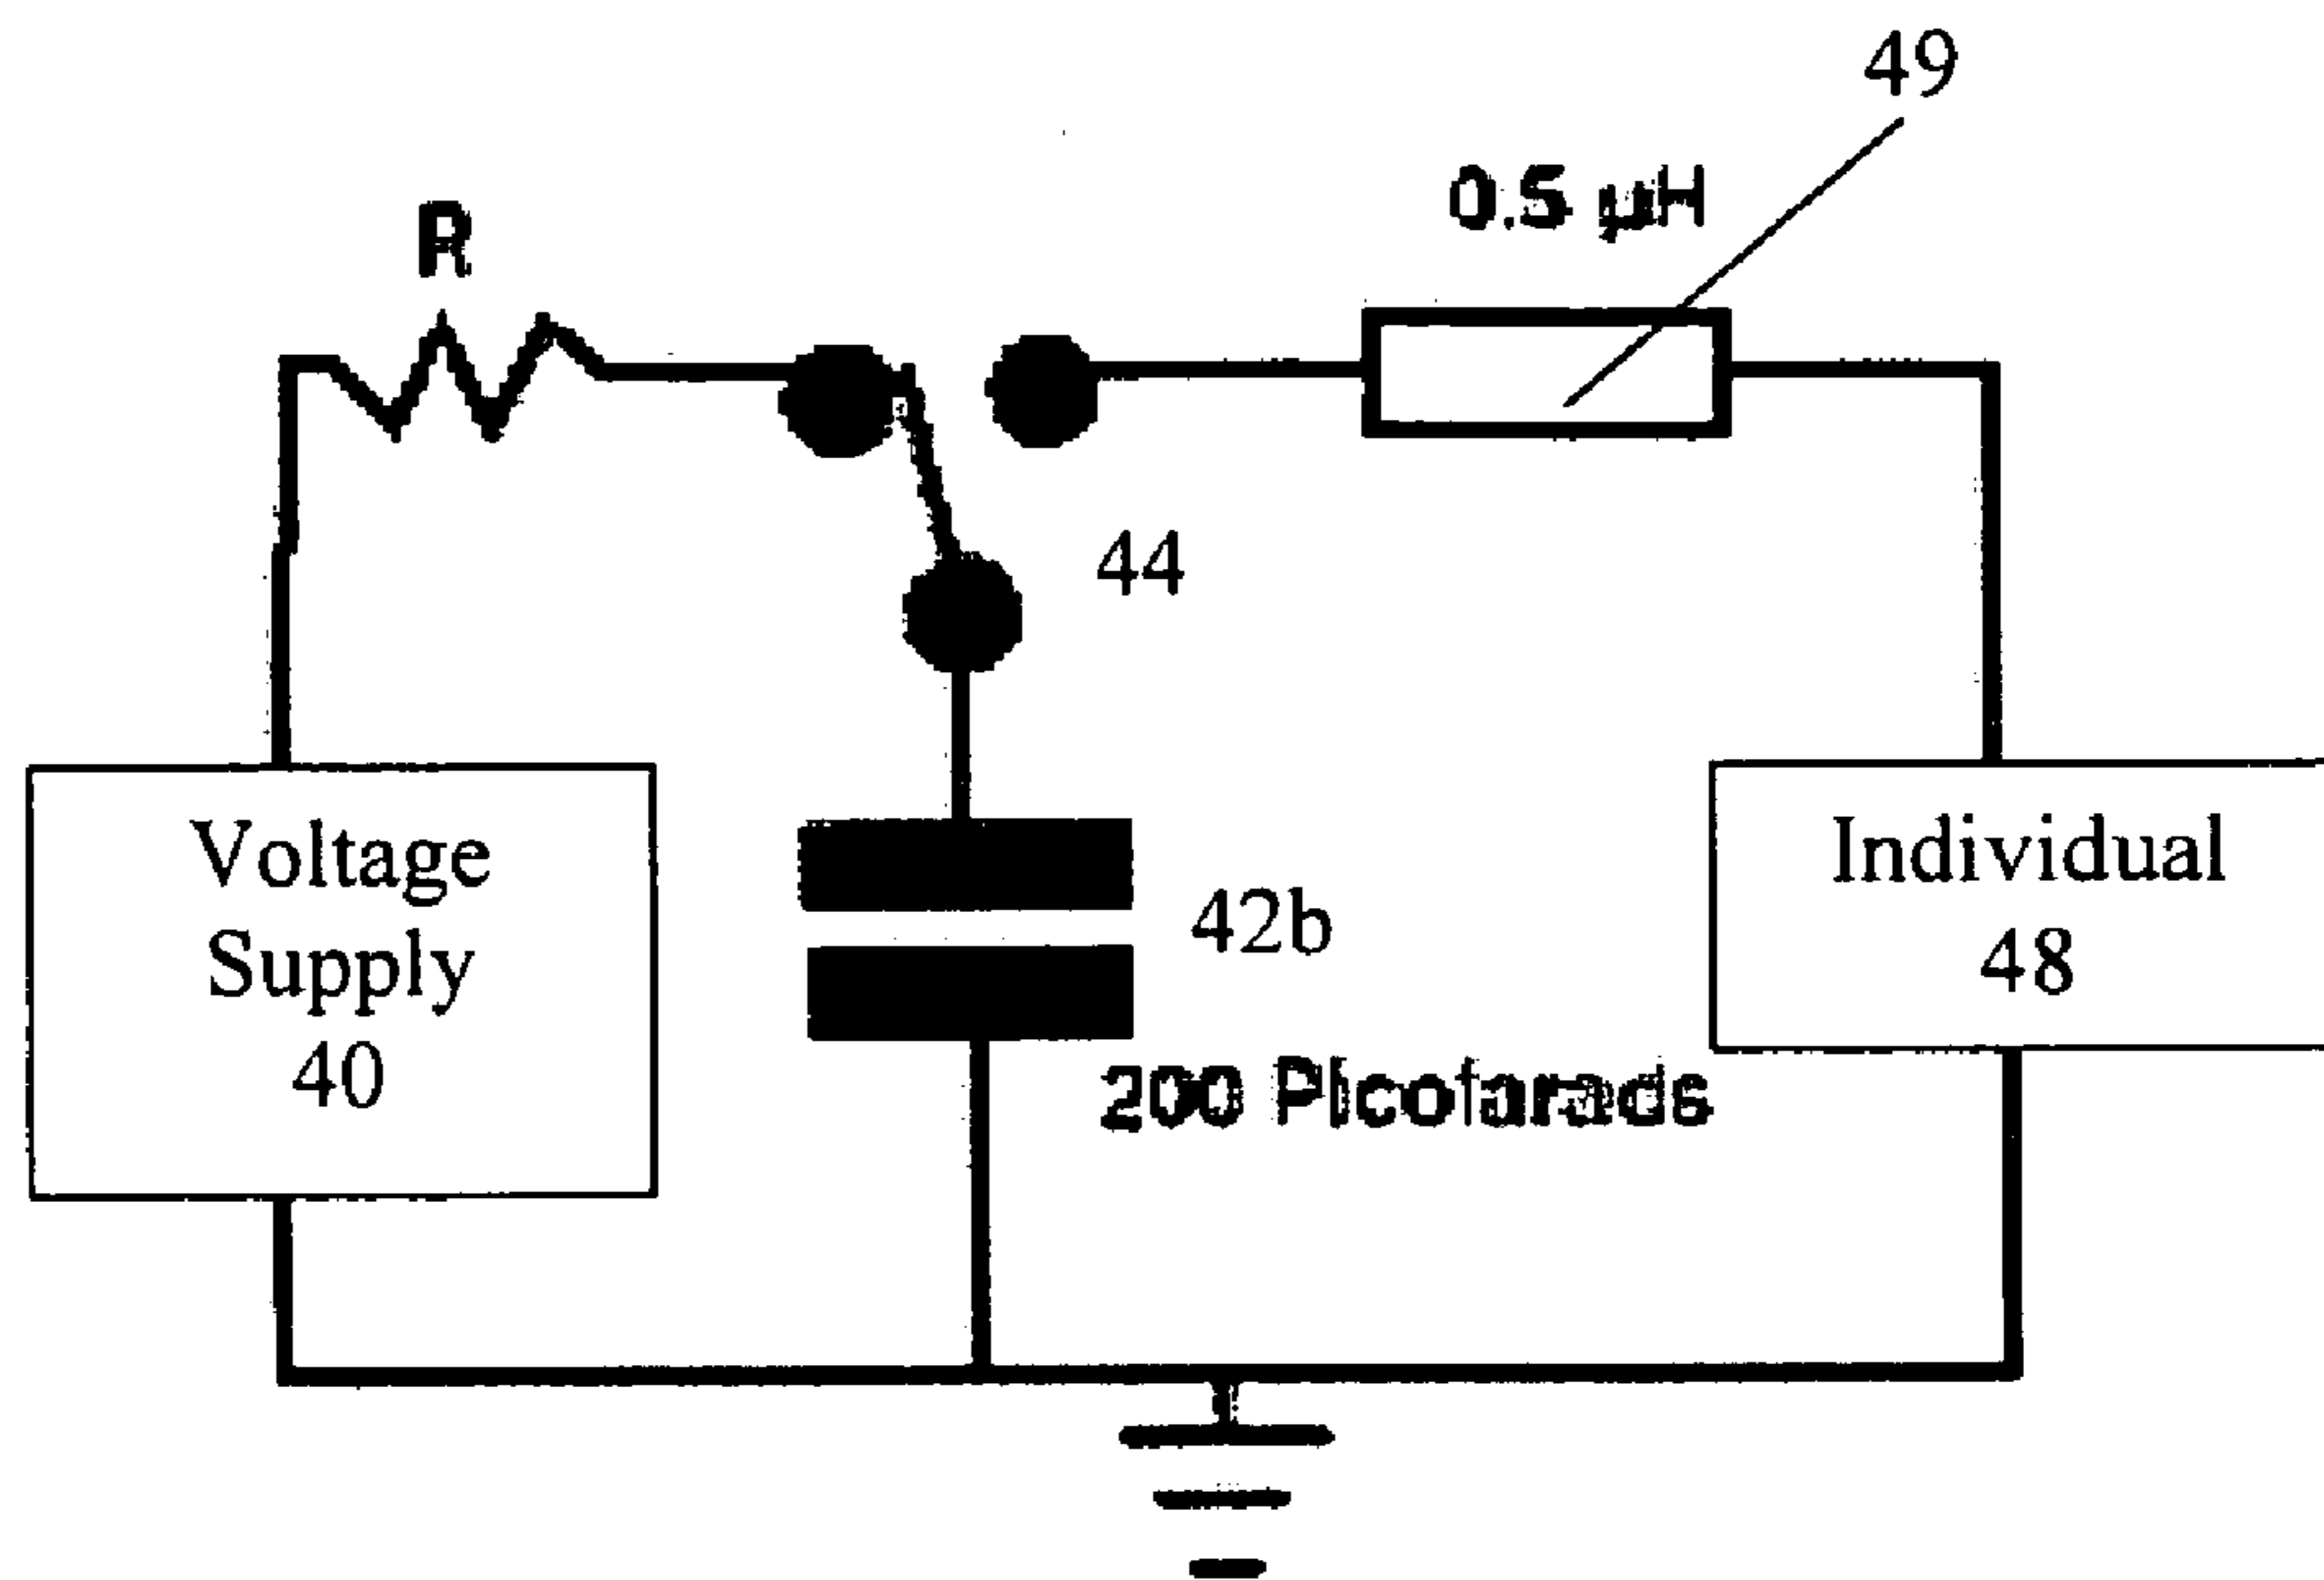 49
0.5 µH
R
44
Voltage
Supply
40
42b
Individual
48
200 Picofarads